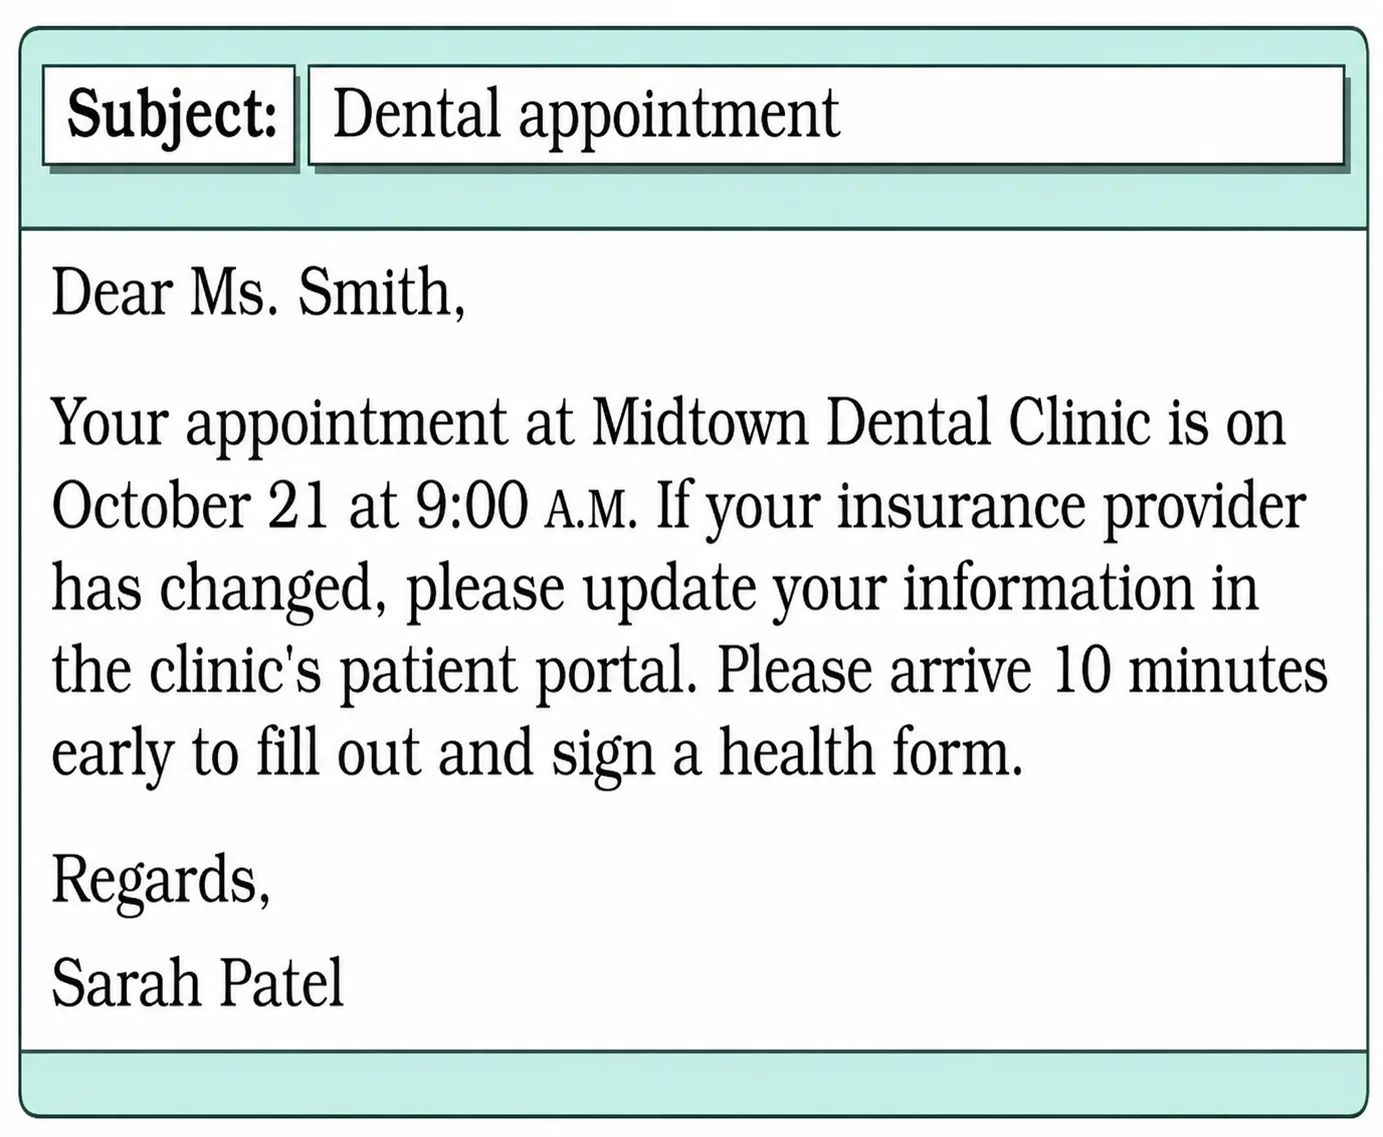 Subject: Dental appointment
Dear Ms. Smith,
Your appointment at Midtown Dental Clinic is on
October 21 at 9:00 A.M. If your insurance provider
has changed, please update your information in
the clinic's patient portal. Please arrive 10 minutes
early to fill out and sign a health form.
Regards,
Sarah Patel